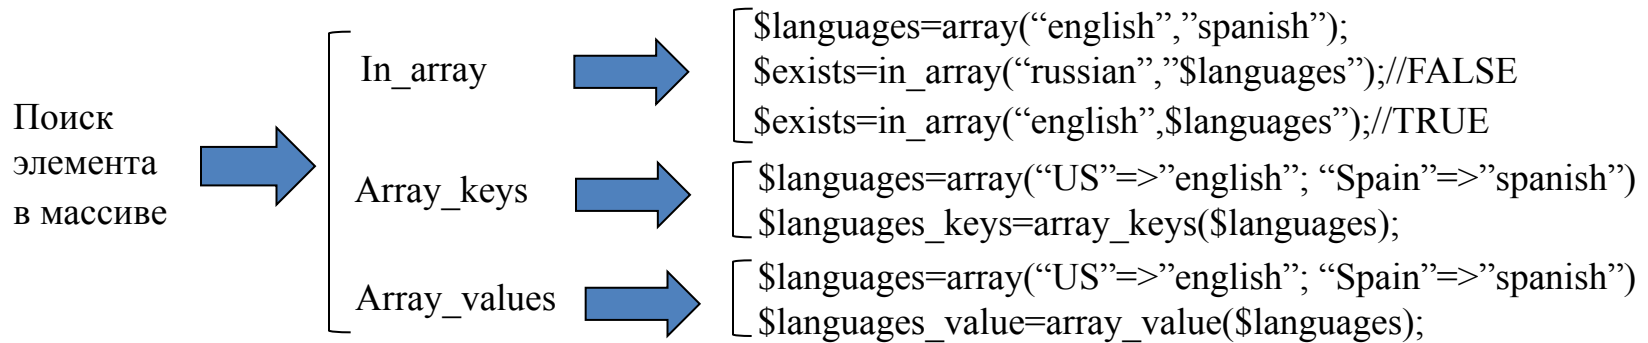 Поиск
элемента
в массиве
In_array
$languages=array(“english”,”spanish”);
$exists=in_array(“russian”,”$languages”);//FALSE
$exists=in_array(“english”,$languages”);//TRUE
Array_keys
$languages=array(“US”=>”english”; “Spain”=>”spanish”)
$languages_keys=array_keys($languages);
Array_values
$languages=array(“US”=>”english”; “Spain”=>”spanish”)
$languages_value=array_value($languages);